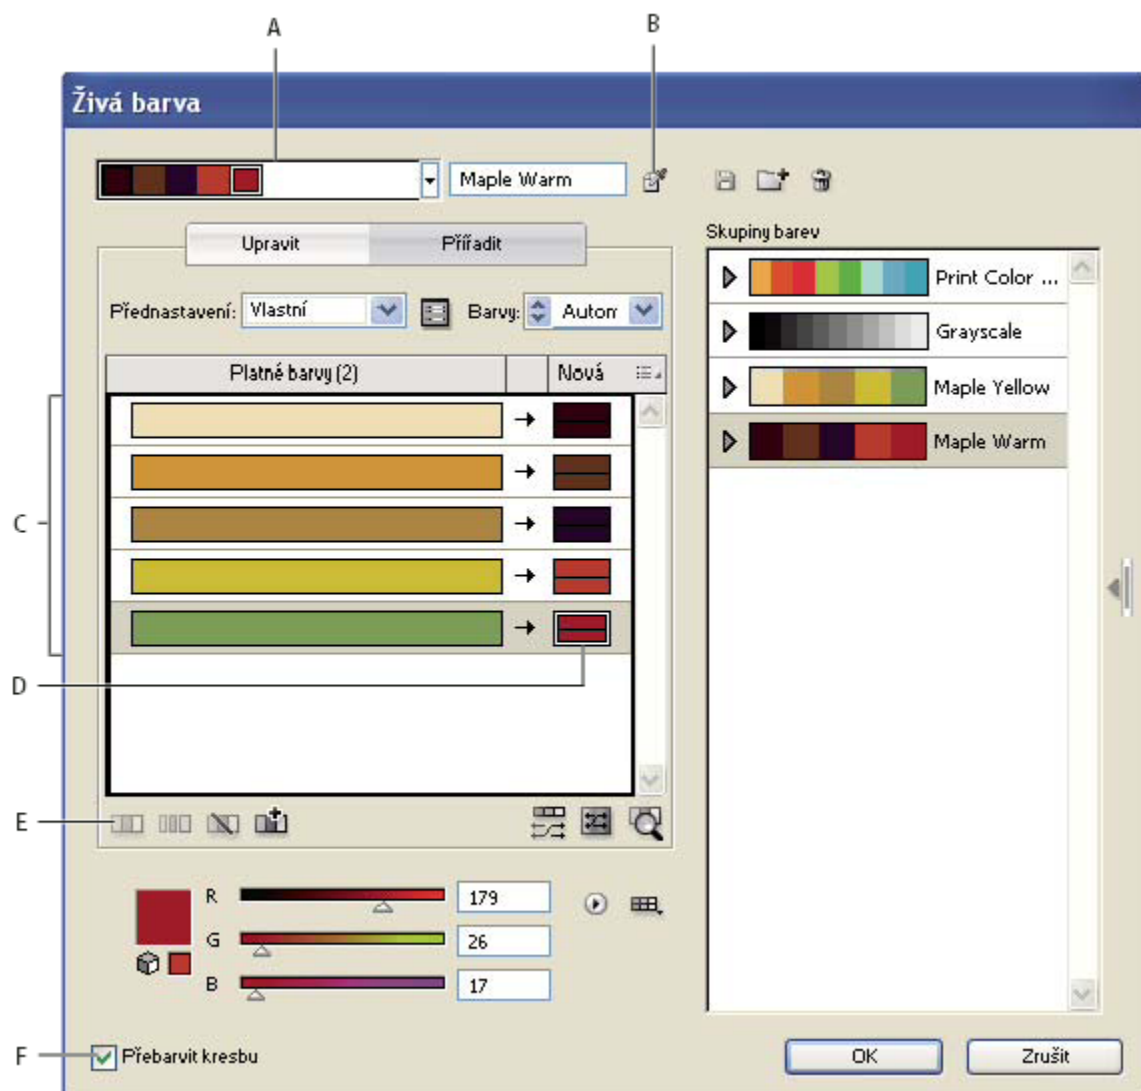 A
B
Živá barva
Maple Warm
Skupiny barev
Upravit
Přiřadit
Print Color ...
Přednastavení: Vlastní
Barvy: Autom
Grayscale
Platné barvy (2)
Nová
Maple Yellow
Maple Warm
C
D
E
R 179
G 26
B 17
F
Přebarvit kresbu
OK
Zrušit